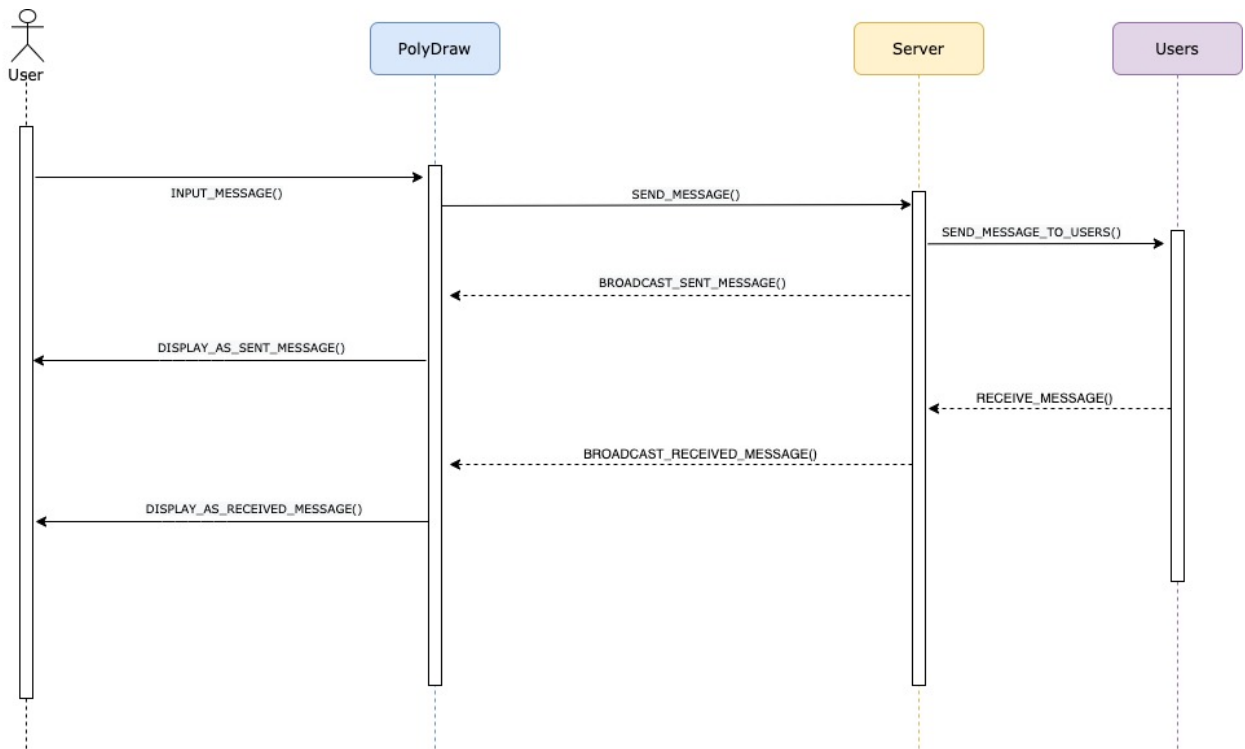 User
PolyDraw
Server
Users
INPUT_MESSAGE()
SEND_MESSAGE()
SEND_MESSAGE_TO_USERS()
BROADCAST_SENT_MESSAGE()
DISPLAY_AS_SENT_MESSAGE()
RECEIVE_MESSAGE()
BROADCAST_RECEIVED_MESSAGE()
DISPLAY_AS_RECEIVED_MESSAGE()